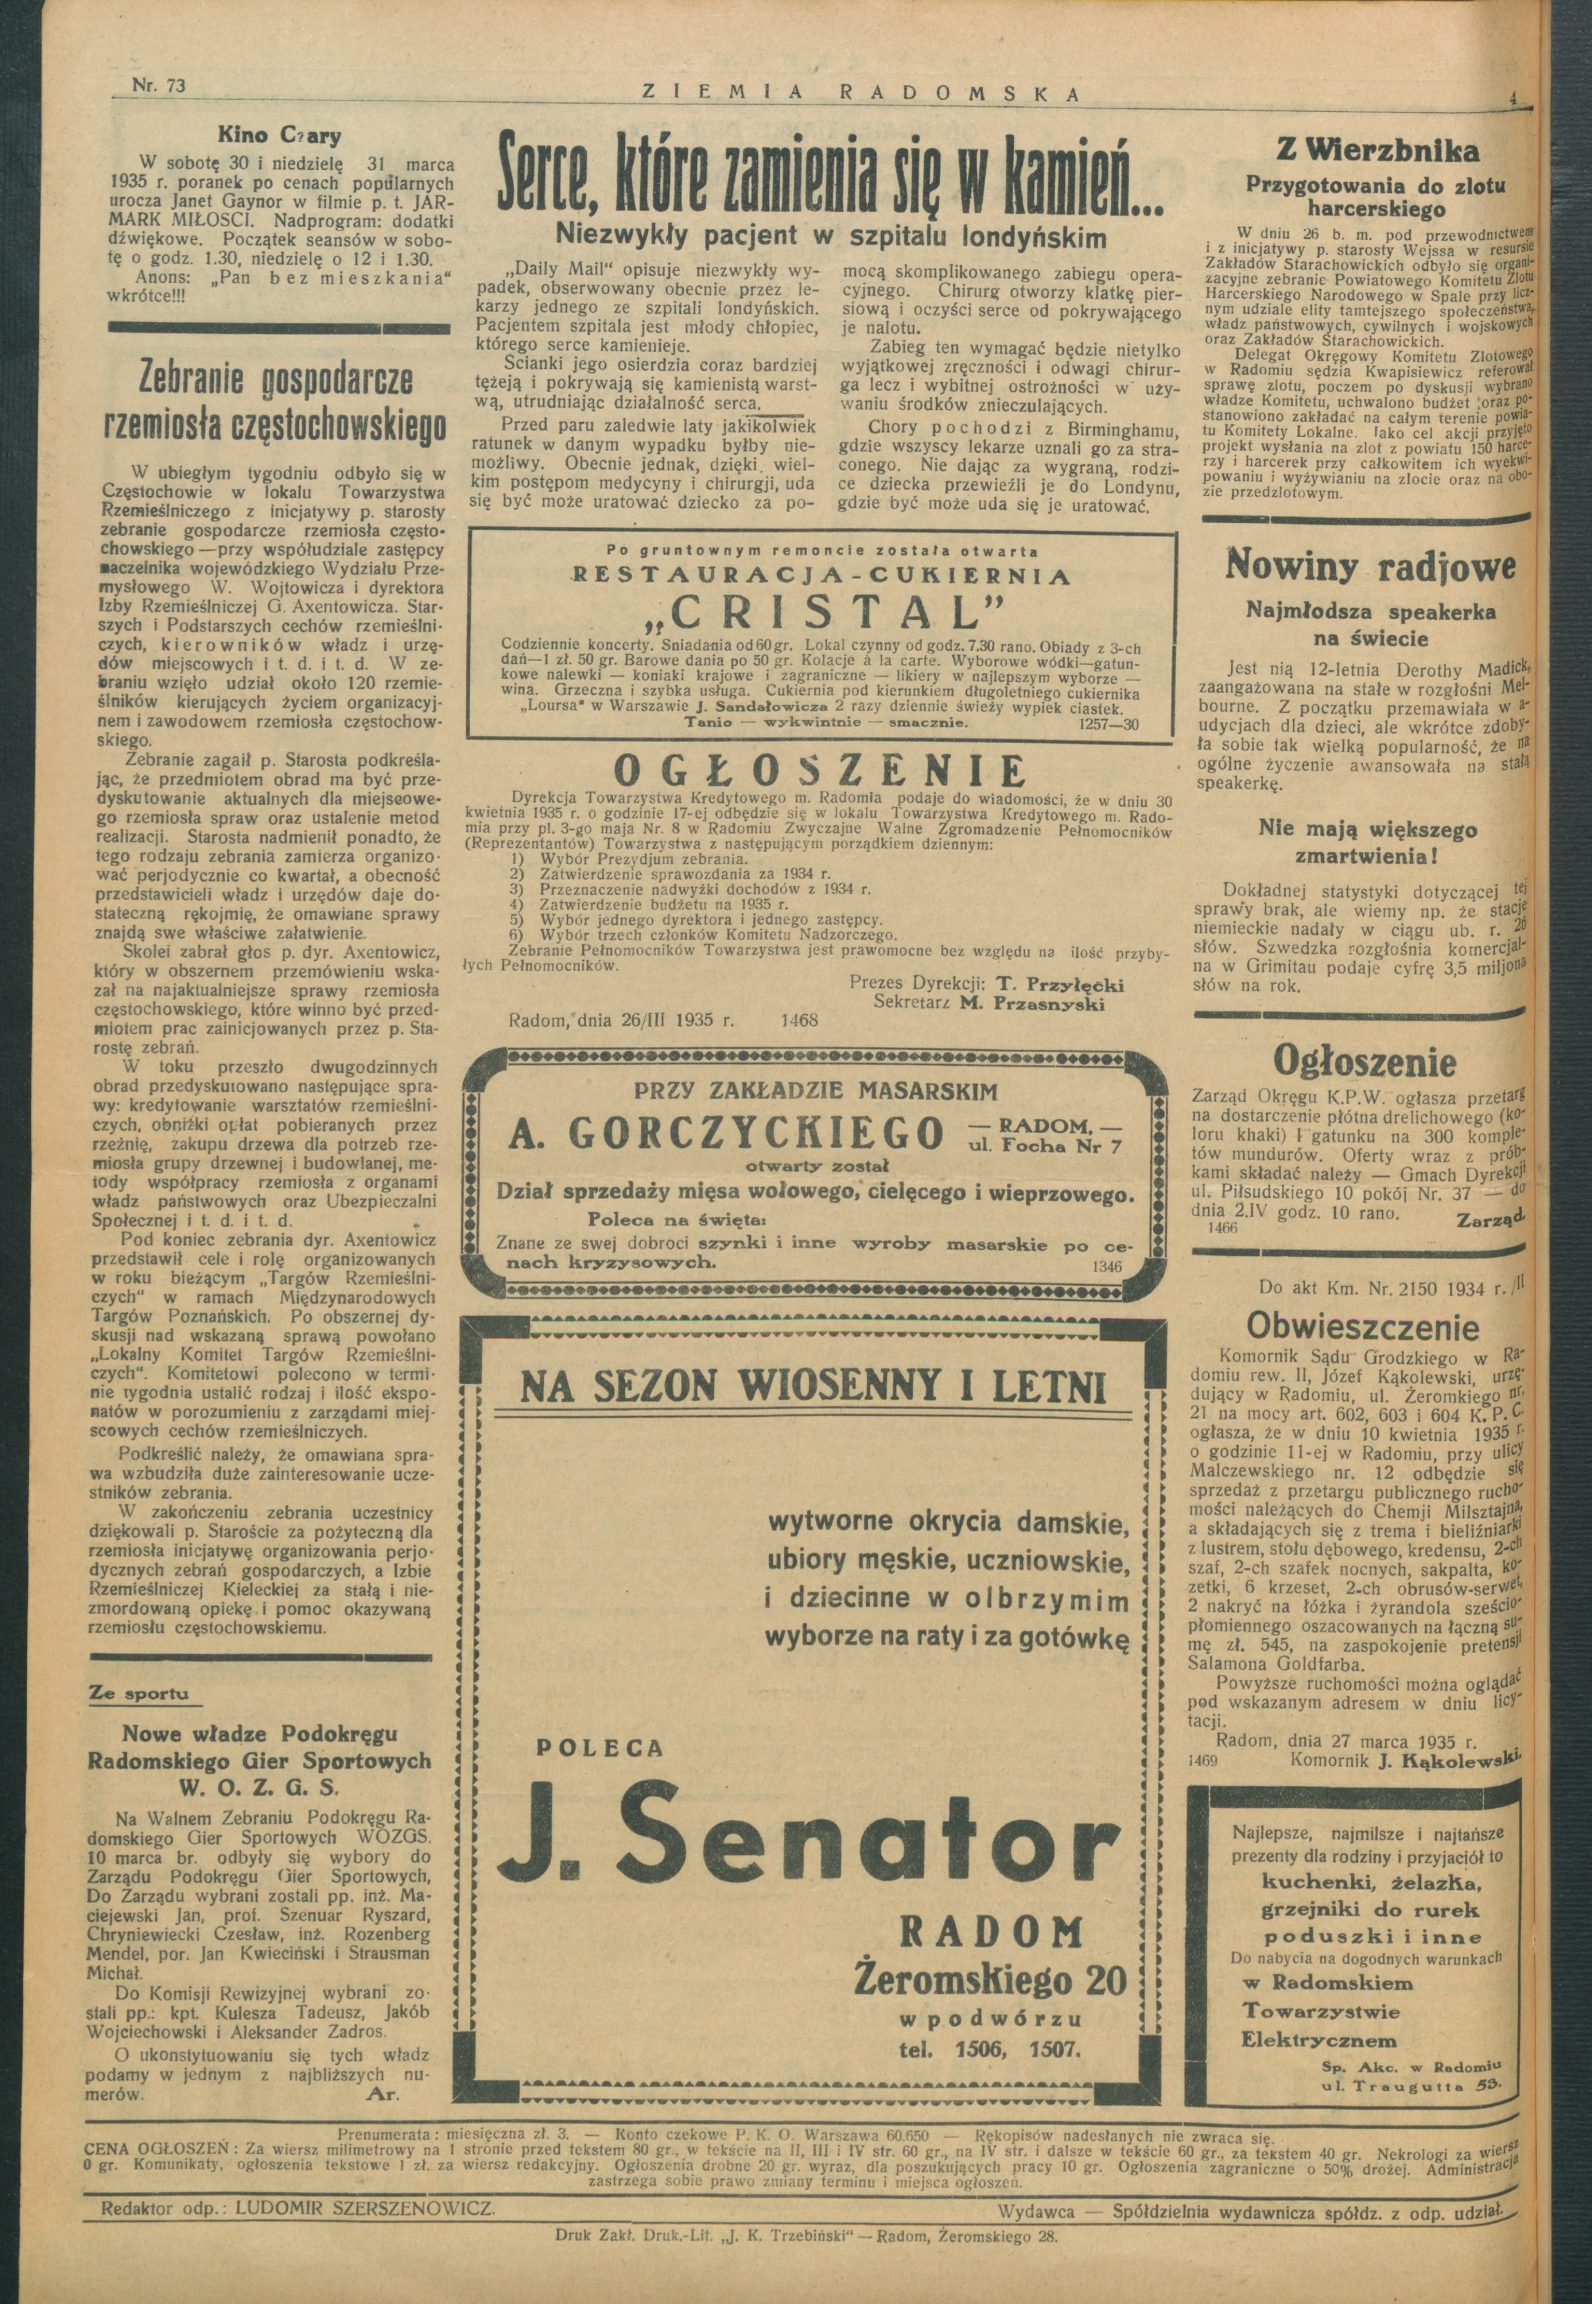 Nr. 73
ZIEMIA RADOMSKA
4
Kino Czary
W sobotę 30 i niedzielę 31 marca
1935 r. poranek po cenach popularnych
urocza Janet Gaynor w filmie p. t. JAR-
MARK MIŁOSCI. Nadprogram: dodatki
dźwiękowe. Początek seansów w sobo-
tę o godz. 1.30, niedzielę o 12 i 1.30.
Anons: „Pan bez mieszkania“
wkrótce!!!
Zebranie gospodarcze
rzemiosła częstochowskiego
W ubiegłym tygodniu odbyło się w
Częstochowie w lokalu Towarzystwa
Rzemieślniczego z inicjatywy p. starosty
zebranie gospodarcze rzemiosła często-
chowskiego — przy współudziale zastępcy
naczelnika wojewódzkiego Wydziału Prze-
mysłowego W. Wojtowicza i dyrektora
Izby Rzemieślniczej G. Axentowicza. Star-
szych i Podstarszych cechów rzemieślni-
czych, kierowników władz i urzę-
dów miejscowych i t. d. i t. d. W ze-
braniu wzięło udział około 120 rzemie-
ślników kierujących życiem organizacyj-
nem i zawodowem rzemiosła częstochow-
skiego.
Zebranie zagaił p. Starosta podkreśla-
jąc, że przedmiotem obrad ma być prze-
dyskutowanie aktualnych dla miejscowe-
go rzemiosła spraw oraz ustalenie metod
realizacji. Starosta nadmienił ponadto, że
tego rodzaju zebrania zamierza organizo-
wać perjodycznie co kwartał, a obecność
przedstawicieli władz i urzędów daje do-
stateczną rękojmię, że omawiane sprawy
znajdą swe właściwe załatwienie.
Skolei zabrał głos p. dyr. Axentowicz,
który w obszernem przemówieniu wska-
zał na najaktualniejsze sprawy rzemiosła
częstochowskiego, które winno być przed-
miotem prac zainicjowanych przez p. Sta-
rostę zebrań.
W toku przeszło dwugodzinnych
obrad przedyskutowano następujące spra-
wy: kredytowanie warsztatów rzemieślni-
czych, obniżki opłat pobieranych przez
rzeźnię, zakupu drzewa dla potrzeb rze-
miosła grupy drzewnej i budowlanej, me-
tody współpracy rzemiosła z organami
władz państwowych oraz Ubezpieczalni
Społecznej i t. d. i t. d.
Pod koniec zebrania dyr. Axentowicz
przedstawił cele i rolę organizowanych
w roku bieżącym „Targów Rzemieślni-
czych“ w ramach Międzynarodowych
Targów Poznańskich. Po obszernej dy-
skusji nad wskazaną sprawą powołano
„Lokalny Komitet Targów Rzemieślni-
czych“. Komitetowi polecono w termi-
nie tygodnia ustalić rodzaj i ilość ekspo-
natów w porozumieniu z zarządami miej-
scowych cechów rzemieślniczych.
Podkreślić należy, że omawiana spra-
wa wzbudziła duże zainteresowanie ucze-
stników zebrania.
W zakończeniu zebrania uczestnicy
dziękowali p. Staroście za pożyteczną dla
rzemiosła inicjatywę organizowania perjo-
dycznych zebrań gospodarczych, a Izbie
Rzemieślniczej Kieleckiej za stałą i nie-
zmordowaną opiekę i pomoc okazywaną
rzemiosłu częstochowskiemu.
Ze sportu
Nowe władze Podokręgu
Radomskiego Gier Sportowych
W. O. Z. G. S.
Na Walnem Zebraniu Podokręgu Ra-
domskiego Gier Sportowych WOZGS.
10 marca br. odbyły się wybory do
Zarządu Podokręgu Gier Sportowych,
Do Zarządu wybrani zostali pp. inż. Ma-
ciejewski Jan, prof. Szenuar Ryszard,
Chryniewiecki Czesław, inż. Rozenberg
Mendel, por. Jan Kwieciński i Strausman
Michał.
Do Komisji Rewizyjnej wybrani zo-
stali pp.: kpt. Kulesza Tadeusz, Jakób
Wojciechowski i Aleksander Zadros.
O ukonstytuowaniu się tych władz
podamy w jednym z najbliższych nu-
merów. Ar.
Serce, które zamienia się w kamień...
Niezwykły pacjent w szpitalu londyńskim
„Daily Mail“ opisuje niezwykły wy-
padek, obserwowany obecnie przez le-
karzy jednego ze szpitali londyńskich.
Pacjentem szpitala jest młody chłopiec,
którego serce kamienieje.
Scianki jego osierdzia coraz bardziej
tężeją i pokrywają się kamienistą warst-
wą, utrudniając działalność serca.
Przed paru zaledwie laty jakikolwiek
ratunek w danym wypadku byłby nie-
możliwy. Obecnie jednak, dzięki wiel-
kim postępom medycyny i chirurgji, uda
się być może uratować dziecko za po-
mocą skomplikowanego zabiegu opera-
cyjnego. Chirurg otworzy klatkę pier-
siową i oczyści serce od pokrywającego
je nalotu.
Zabieg ten wymagać będzie nietylko
wyjątkowej zręczności i odwagi chirur-
ga lecz i wybitnej ostrożności w uży-
waniu środków znieczulających.
Chory pochodzi z Birminghamu,
gdzie wszyscy lekarze uznali go za stra-
conego. Nie dając za wygraną, rodzi-
ce dziecka przewieźli je do Londynu,
gdzie być może uda się je uratować.
Po gruntownym remoncie została otwarta
RESTAURACJA-CUKIERNIA
„CRISTAL”
Codziennie koncerty. Sniadania od 60 gr. Lokal czynny od godz. 7.30 rano. Obiady z 3-ch
dań—1 zł. 50 gr. Barowe dania po 50 gr. Kolacje à la carte. Wyborowe wódki—gatun-
kowe nalewki — koniaki krajowe i zagraniczne — likiery w najlepszym wyborze —
wina. Grzeczna i szybka usługa. Cukiernia pod kierunkiem długoletniego cukiernika
„Loursa“ w Warszawie J. Sandałowicza 2 razy dziennie świeży wypiek ciastek.
Tanio — wykwintnie — smacznie. 1257—30
OGŁOSZENIE
Dyrekcja Towarzystwa Kredytowego m. Radomia podaje do wiadomości, że w dniu 30
kwietnia 1935 r. o godzinie 17-ej odbędzie się w lokalu Towarzystwa Kredytowego m. Rado-
mia przy pl. 3-go maja Nr. 8 w Radomiu Zwyczajne Walne Zgromadzenie Pełnomocników
(Reprezentantów) Towarzystwa z następującym porządkiem dziennym:
1) Wybór Prezydjum zebrania.
2) Zatwierdzenie sprawozdania za 1934 r.
3) Przeznaczenie nadwyżki dochodów z 1934 r.
4) Zatwierdzenie budżetu na 1935 r.
5) Wybór jednego dyrektora i jednego zastępcy.
6) Wybór trzech członków Komitetu Nadzorczego.
Zebranie Pełnomocników Towarzystwa jest prawomocne bez względu na ilość przyby-
łych Pełnomocników.
Prezes Dyrekcji: T. Przyłęcki
Sekretarz M. Przasnyski
Radom, dnia 26/III 1935 r. 1468
PRZY ZAKŁADZIE MASARSKIM
A. GORCZYCKIEGO
— RADOM, —
ul. Focha Nr 7
otwarty został
Dział sprzedaży mięsa wołowego, cielęcego i wieprzowego.
Poleca na święta:
Znane ze swej dobroci szynki i inne wyroby masarskie po ce-
nach kryzysowych. 1346
NA SEZON WIOSENNY I LETNI
wytworne okrycia damskie,
ubiory męskie, uczniowskie,
i dziecinne w olbrzymim
wyborze na raty i za gotówkę
POLECA
J. Senator
RADOM
Żeromskiego 20
w podwórzu
tel. 1506, 1507.
Z Wierzbnika
Przygotowania do zlotu
harcerskiego
W dniu 26 b. m. pod przewodnictwem
i z inicjatywy p. starosty Wejssa w resursie
Zakładów Starachowickich odbyło się organi-
zacyjne zebranie Powiatowego Komitetu Zlotu
Harcerskiego Narodowego w Spale przy licz-
nym udziale elity tamtejszego społeczeństwa,
władz państwowych, cywilnych i wojskowych
oraz Zakładów Starachowickich.
Delegat Okręgowy Komitetu Zlotowego
w Radomiu sędzia Kwapisiewicz referował
sprawę zlotu, poczem po dyskusji wybrano
władze Komitetu, uchwalono budżet oraz po-
stanowiono zakładać na całym terenie powia-
tu Komitety Lokalne. Jako cel akcji przyjęto
projekt wysłania na zlot z powiatu 150 harce-
rzy i harcerek przy całkowitem ich wyekwi-
powaniu i wyżywianiu na zlocie oraz na obo-
zie przedzlotowym.
Nowiny radjowe
Najmłodsza speakerka
na świecie
Jest nią 12-letnia Derothy Madick,
zaangażowana na stałe w rozgłośni Mel-
bourne. Z początku przemawiała w a-
udycjach dla dzieci, ale wkrótce zdoby-
ła sobie tak wielką popularność, że na
ogólne życzenie awansowała na stałą
speakerkę.
Nie mają większego
zmartwienia!
Dokładnej statystyki dotyczącej tej
sprawy brak, ale wiemy np. że stacje
niemieckie nadały w ciągu ub. r. 26
słów. Szwedzka rozgłośnia komercjal-
na w Grimitau podaje cyfrę 3,5 miljona
słów na rok.
Ogłoszenie
Zarząd Okręgu K.P.W. ogłasza przetarg
na dostarczenie płótna drelichowego (ko-
loru khaki) I gatunku na 300 komple-
tów mundurów. Oferty wraz z prób-
kami składać należy — Gmach Dyrekcji
ul. Piłsudskiego 10 pokój Nr. 37 — do
dnia 2.IV godz. 10 rano. Zarząd.
1466
Do akt Km. Nr. 2150 1934 r. /II
Obwieszczenie
Komornik Sądu Grodzkiego w Ra-
domiu rew. II, Józef Kąkolewski, urzę-
dujący w Radomiu, ul. Żeromkiego nr.
21 na mocy art. 602, 603 i 604 K. P. C.
ogłasza, że w dniu 10 kwietnia 1935 r.
o godzinie 11-ej w Radomiu, przy ulicy
Malczewskiego nr. 12 odbędzie się
sprzedaż z przetargu publicznego rucho-
mości należących do Chemji Milsztajna,
a składających się z trema i bieliźniarki
z lustrem, stołu dębowego, kredensu, 2-ch
szaf, 2-ch szafek nocnych, sakpalta, ko-
zetki, 6 krzeset, 2-ch obrusów-serwet,
2 nakryć na łóżka i żyrandola sześcio-
płomiennego oszacowanych na łączną su-
mę zł. 545, na zaspokojenie pretensji
Salamona Goldfarba.
Powyższe ruchomości można oglądać
pod wskazanym adresem w dniu licy-
tacji.
Radom, dnia 27 marca 1935 r.
1469 Komornik J. Kąkolewski.
Najlepsze, najmilsze i najtańsze
prezenty dla rodziny i przyjaciół to
kuchenki, żelazka,
grzejniki do rurek
poduszki i inne
Do nabycia na dogodnych warunkach
w Radomskiem
Towarzystwie
Elektrycznem
Sp. Akc. w Radomiu
ul. Traugutta 53.
Prenumerata: miesięczna zł. 3. — Konto czekowe P. K. O. Warszawa 60,650 — Rękopisów nadesłanych nie zwraca się.
CENA OGŁOSZEŃ: Za wiersz milimetrowy na 1 stronie przed tekstem 80 gr., w tekście na II, III i IV str. 60 gr., na IV str. i dalsze w tekście 60 gr., za tekstem 40 gr. Nekrologi za wiersz
0 gr. Komunikaty, ogłoszenia tekstowe 1 zł. za wiersz redakcyjny. Ogłoszenia drobne 20 gr. wyraz, dla poszukujących pracy 10 gr. Ogłoszenia zagraniczne o 50% drożej. Administracja
zastrzega sobie prawo zmiany terminu i miejsca ogłoszeń.
Redaktor odp.: LUDOMIR SZERSZENOWICZ.
Wydawca — Spółdzielnia wydawnicza spółdz. z odp. udział.
Druk Zakł. Druk.-Lit. „J. K. Trzebiński“ — Radom, Żeromskiego 28.